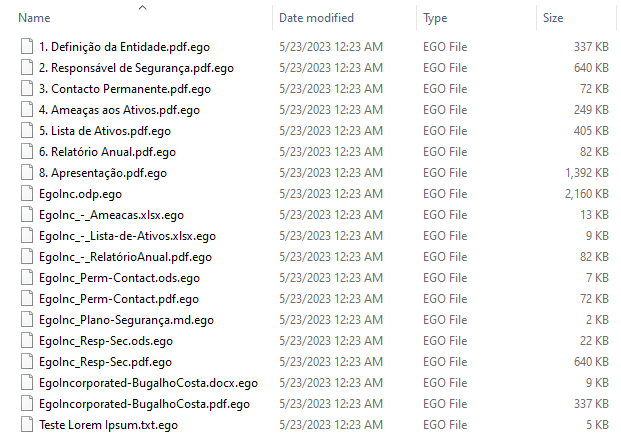 Name Date modified Type Size
1. Definição da Entidade.pdf.ego 5/23/2023 12:23 AM EGO File 337 KB
2. Responsável de Segurança.pdf.ego 5/23/2023 12:23 AM EGO File 640 KB
3. Contacto Permanente.pdf.ego 5/23/2023 12:23 AM EGO File 72 KB
4. Ameaças aos Ativos.pdf.ego 5/23/2023 12:23 AM EGO File 249 KB
5. Lista de Ativos.pdf.ego 5/23/2023 12:23 AM EGO File 405 KB
6. Relatório Anual.pdf.ego 5/23/2023 12:23 AM EGO File 82 KB
8. Apresentação.pdf.ego 5/23/2023 12:23 AM EGO File 1,392 KB
EgoInc.odp.ego 5/23/2023 12:23 AM EGO File 2,160 KB
EgoInc_-_Ameacas.xlsx.ego 5/23/2023 12:23 AM EGO File 13 KB
EgoInc_-_Lista-de-Ativos.xlsx.ego 5/23/2023 12:23 AM EGO File 9 KB
EgoInc_-_RelatórioAnual.pdf.ego 5/23/2023 12:23 AM EGO File 82 KB
EgoInc_Perm-Contact.ods.ego 5/23/2023 12:23 AM EGO File 7 KB
EgoInc_Perm-Contact.pdf.ego 5/23/2023 12:23 AM EGO File 72 KB
EgoInc_Plano-Segurança.md.ego 5/23/2023 12:23 AM EGO File 2 KB
EgoInc_Resp-Sec.ods.ego 5/23/2023 12:23 AM EGO File 22 KB
EgoInc_Resp-Sec.pdf.ego 5/23/2023 12:23 AM EGO File 640 KB
EgoIncorporated-BugalhoCosta.docx.ego 5/23/2023 12:23 AM EGO File 9 KB
EgoIncorporated-BugalhoCosta.pdf.ego 5/23/2023 12:23 AM EGO File 337 KB
Teste Lorem Ipsum.txt.ego 5/23/2023 12:23 AM EGO File 5 KB